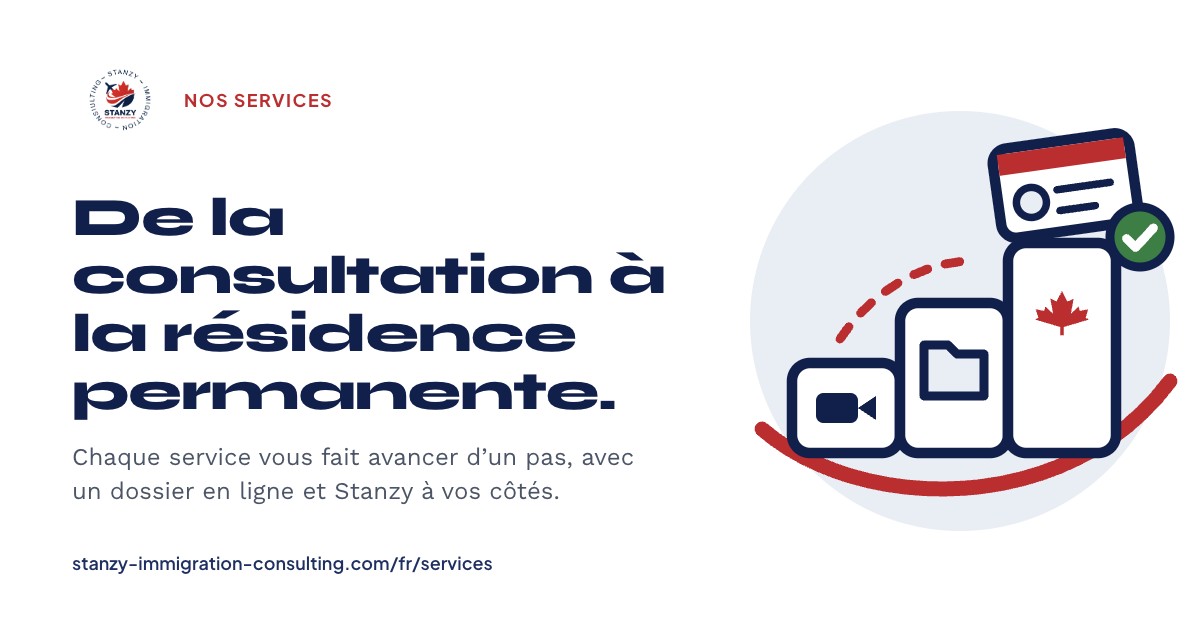 STANZY – IMMIGRATION – CONSULTING –
STANZY
NOS SERVICES
De la
consultation à
la résidence
permanente.
Chaque service vous fait avancer d’un pas, avec
un dossier en ligne et Stanzy à vos côtés.
stanzy-immigration-consulting.com/fr/services